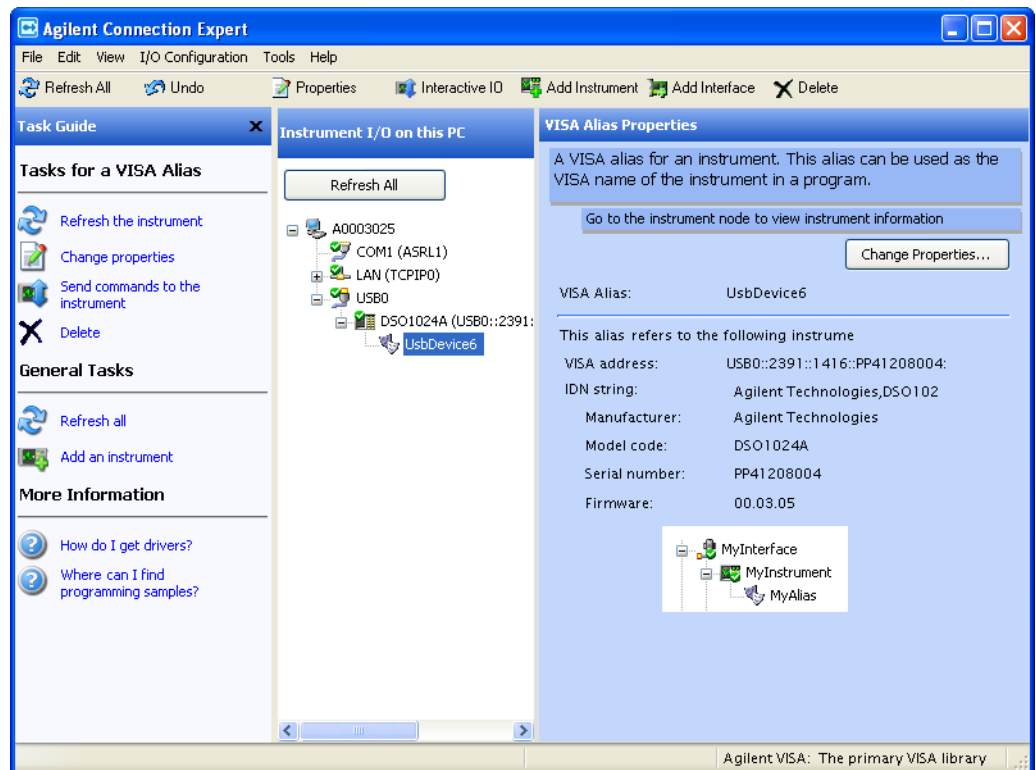 Agilent Connection Expert
File Edit View I/O Configuration Tools Help
Refresh All Undo Properties Interactive IO Add Instrument Add Interface Delete
Task Guide
Tasks for a VISA Alias
Refresh the instrument
Change properties
Send commands to the
instrument
Delete
General Tasks
Refresh all
Add an instrument
More Information
How do I get drivers?
Where can I find
programming samples?
Instrument I/O on this PC
Refresh All
A0003025
COM1 (ASRL1)
LAN (TCPIP0)
USB0
DSO1024A (USB0::2391:
UsbDevice6
VISA Alias Properties
A VISA alias for an instrument. This alias can be used as the
VISA name of the instrument in a program.
Go to the instrument node to view instrument information
Change Properties...
VISA Alias: UsbDevice6
This alias refers to the following instrume
VISA address: USB0::2391::1416::PP41208004:
IDN string: Agilent Technologies,DSO102
Manufacturer: Agilent Technologies
Model code: DSO1024A
Serial number: PP41208004
Firmware: 00.03.05
MyInterface
MyInstrument
MyAlias
Agilent VISA: The primary VISA library